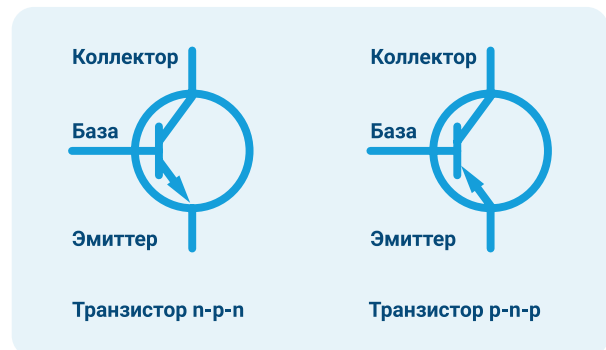 Коллектор
База
Эмиттер
Транзистор n-p-n
Коллектор
База
Эмиттер
Транзистор p-n-p